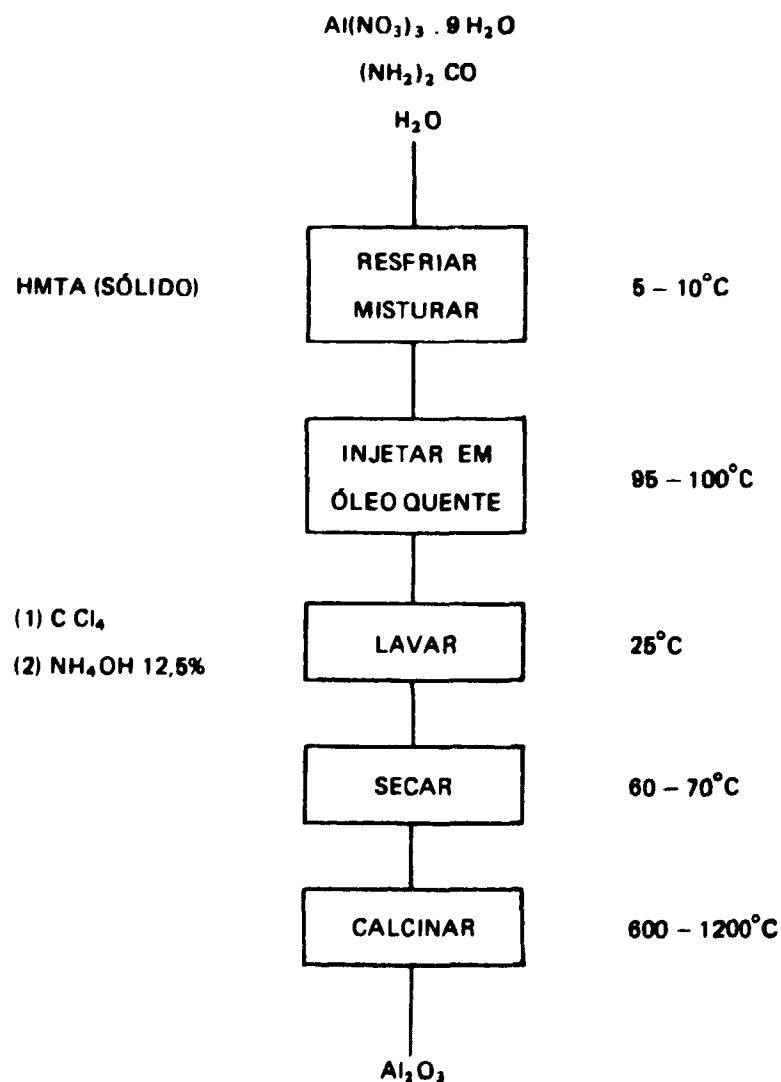 Al(NO₃)₃ . 9 H₂O
(NH₂)₂ CO
H₂O
HMTA (SÓLIDO)
RESFRIAR
MISTURAR
5 – 10°C
INJETAR EM
ÓLEO QUENTE
95 – 100°C
(1) C Cl₄
(2) NH₄OH 12,5%
LAVAR
25°C
SECAR
60 – 70°C
CALCINAR
600 – 1200°C
Al₂O₃